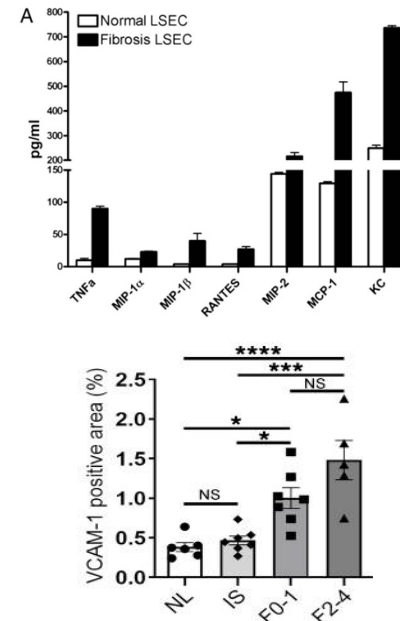 A
Normal LSEC
Fibrosis LSEC
pg/ml
800
700
600
500
400
300
200
150
100
50
0
TNFa
MIP-1α
MIP-1β
RANTES
MIP-2
MCP-1
KC
****
***
NS
*
*
NS
VCAM-1 positive area (%)
2.5
2.0
1.5
1.0
0.5
0.0
NL
IS
F0-1
F2-4